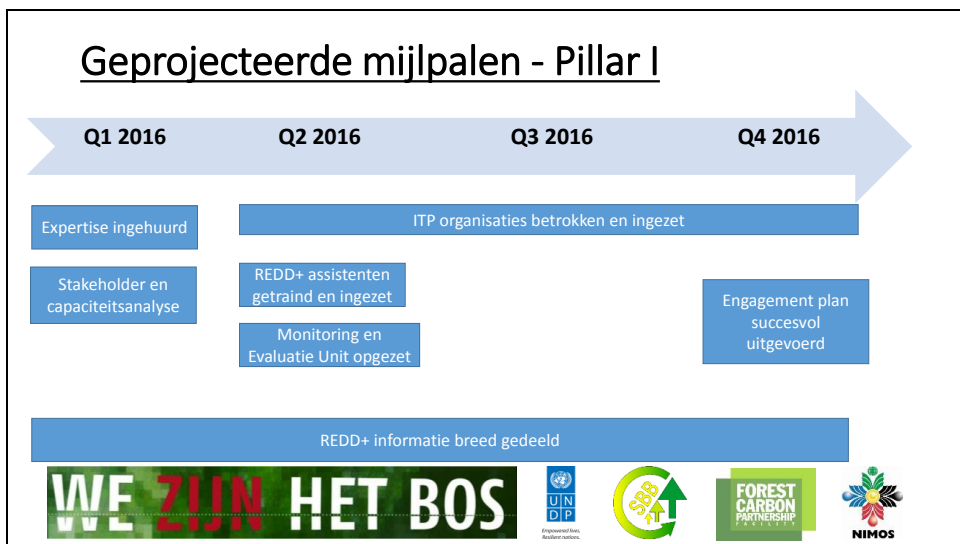 Geprojecteerde mijlpalen - Pillar I
Q1 2016
Q2 2016
Q3 2016
Q4 2016
Expertise ingehuurd
ITP organisaties betrokken en ingezet
Stakeholder en
capaciteitsanalyse
REDD+ assistenten
getraind en ingezet
Monitoring en
Evaluatie Unit opgezet
Engagement plan
succesvol
uitgevoerd
REDD+ informatie breed gedeeld
WE ZIJN HET BOS
U N
D P
Empowered lives.
Resilient nations.
SBB
FOREST
CARBON
PARTNERSHIP
FACILITY
NIMOS